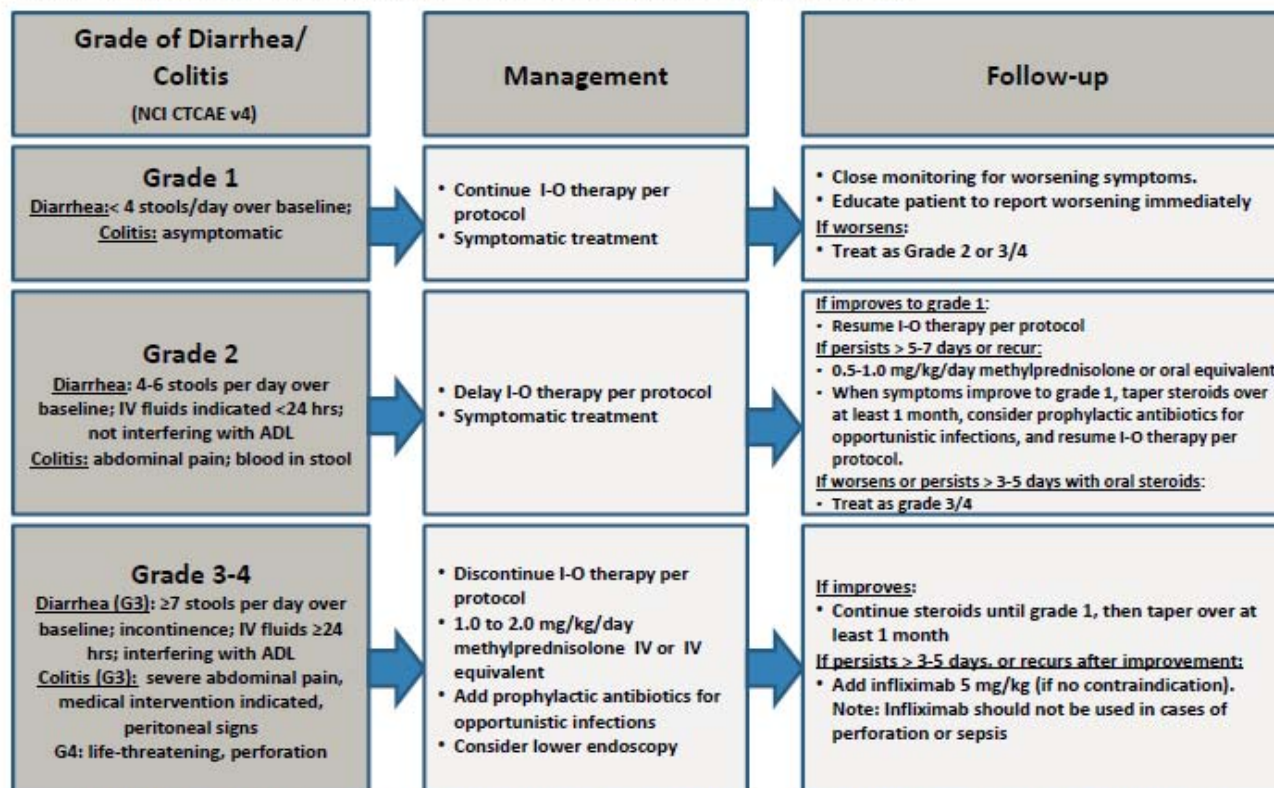 Grade of Diarrhea/
Colitis
(NCI CTCAE v4)
Management
Follow-up
Grade 1
Diarrhea:< 4 stools/day over baseline;
Colitis: asymptomatic
• Continue I-O therapy per
protocol
• Symptomatic treatment
• Close monitoring for worsening symptoms.
• Educate patient to report worsening immediately
If worsens:
• Treat as Grade 2 or 3/4
Grade 2
Diarrhea: 4-6 stools per day over
baseline; IV fluids indicated <24 hrs;
not interfering with ADL
Colitis: abdominal pain; blood in stool
• Delay I-O therapy per protocol
• Symptomatic treatment
If improves to grade 1:
• Resume I-O therapy per protocol
If persists > 5-7 days or recur:
• 0.5-1.0 mg/kg/day methylprednisolone or oral equivalent
• When symptoms improve to grade 1, taper steroids over
at least 1 month, consider prophylactic antibiotics for
opportunistic infections, and resume I-O therapy per
protocol.
If worsens or persists > 3-5 days with oral steroids:
• Treat as grade 3/4
Grade 3-4
Diarrhea (G3): ≥7 stools per day over
baseline; incontinence; IV fluids ≥24
hrs; interfering with ADL
Colitis (G3): severe abdominal pain,
medical intervention indicated,
peritoneal signs
G4: life-threatening, perforation
• Discontinue I-O therapy per
protocol
• 1.0 to 2.0 mg/kg/day
methylprednisolone IV or IV
equivalent
• Add prophylactic antibiotics for
opportunistic infections
• Consider lower endoscopy
If improves:
• Continue steroids until grade 1, then taper over at
least 1 month
If persists > 3-5 days, or recurs after improvement:
• Add infliximab 5 mg/kg (if no contraindication).
Note: Infliximab should not be used in cases of
perforation or sepsis